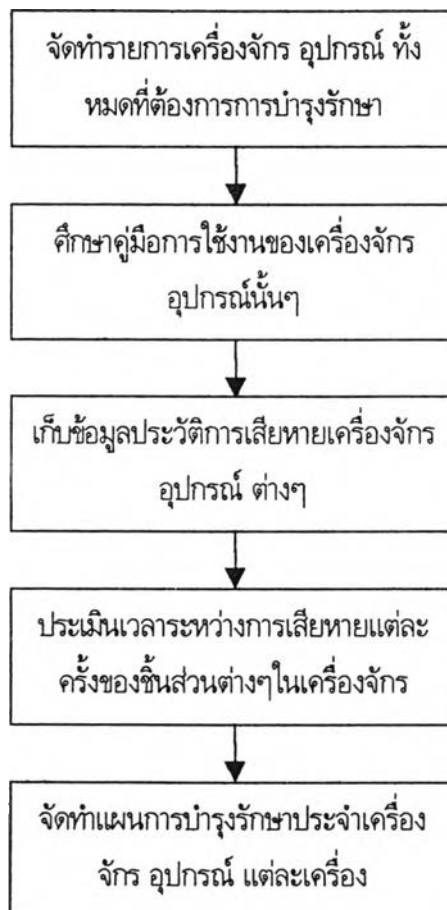 จัดทำรายการเครื่องจักร อุปกรณ์ ทั้ง
หมดที่ต้องการการบำรุงรักษา
ศึกษาคู่มือการใช้งานของเครื่องจักร
อุปกรณ์นั้นๆ
เก็บข้อมูลประวัติการเสียหายเครื่องจักร
อุปกรณ์ ต่างๆ
ประเมินเวลาระหว่างการเสียหายแต่ละ
ครั้งของชิ้นส่วนต่างๆในเครื่องจักร
จัดทำแผนการบำรุงรักษาประจำเครื่อง
จักร อุปกรณ์ แต่ละเครื่อง